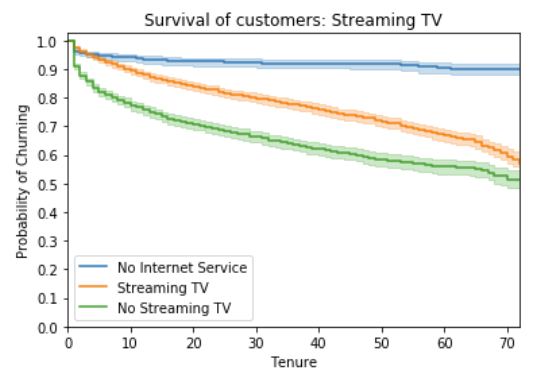 Survival of customers: Streaming TV
Probability of Churning
1.0
0.9
0.8
0.7
0.6
0.5
0.4
0.3
0.2
0.1
0.0
No Internet Service
Streaming TV
No Streaming TV
0 10 20 30 40 50 60 70
Tenure